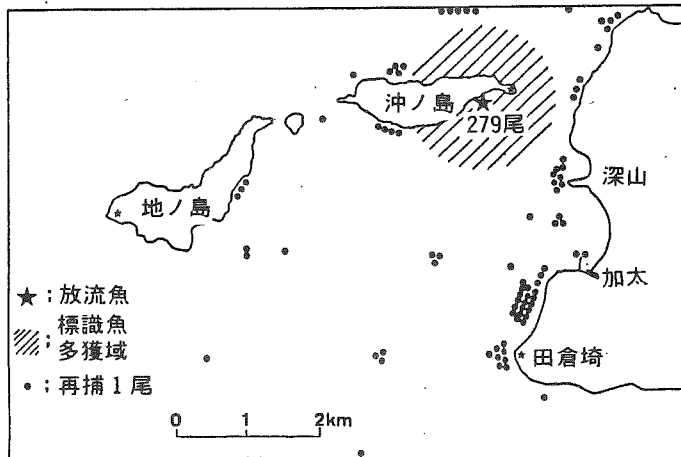 沖ノ島
279尾
深山
地ノ島
加太
★；放流魚
標識魚
；多獲域
田倉埼
•；再捕1尾
0 1 2km